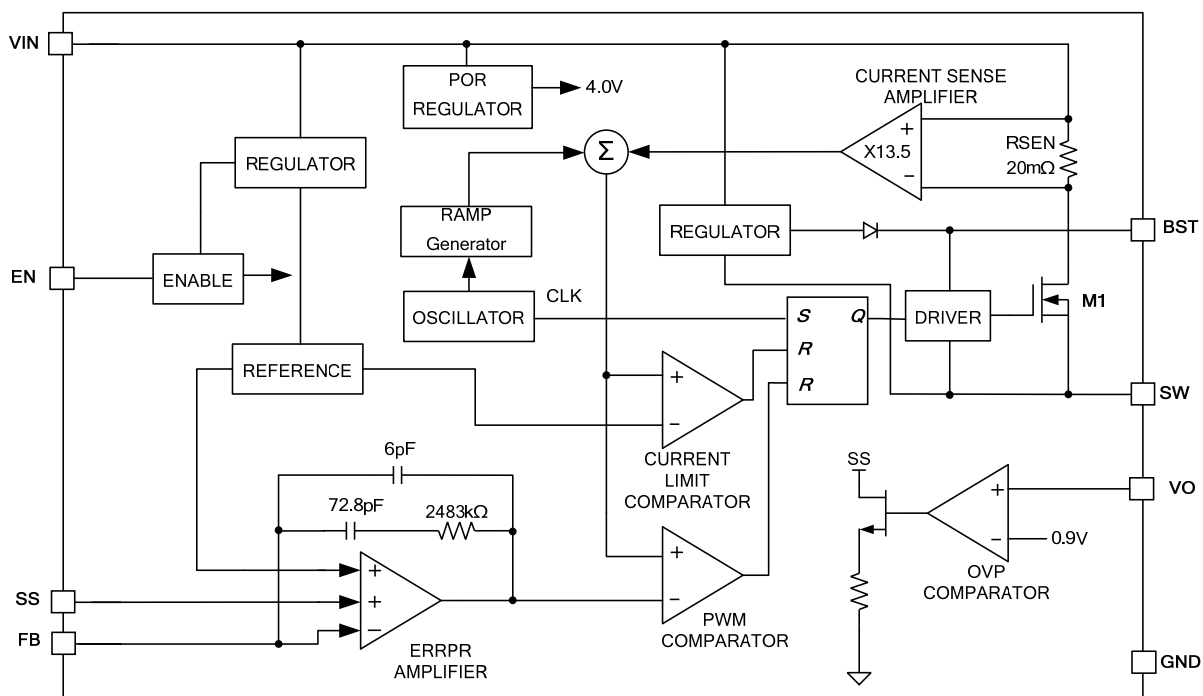 VIN
POR
REGULATOR
4.0V
CURRENT SENSE
AMPLIFIER
+
X13.5
−
RSEN
20mΩ
REGULATOR
Σ
RAMP
Generator
REGULATOR
BST
EN
ENABLE
OSCILLATOR
CLK
S
Q
R
R
DRIVER
M1
REFERENCE
+
−
CURRENT
LIMIT
COMPARATOR
SW
6pF
72.8pF
2483kΩ
SS
+
−
0.9V
OVP
COMPARATOR
VO
+
−
PWM
COMPARATOR
SS
FB
+
+
−
ERRPR
AMPLIFIER
GND